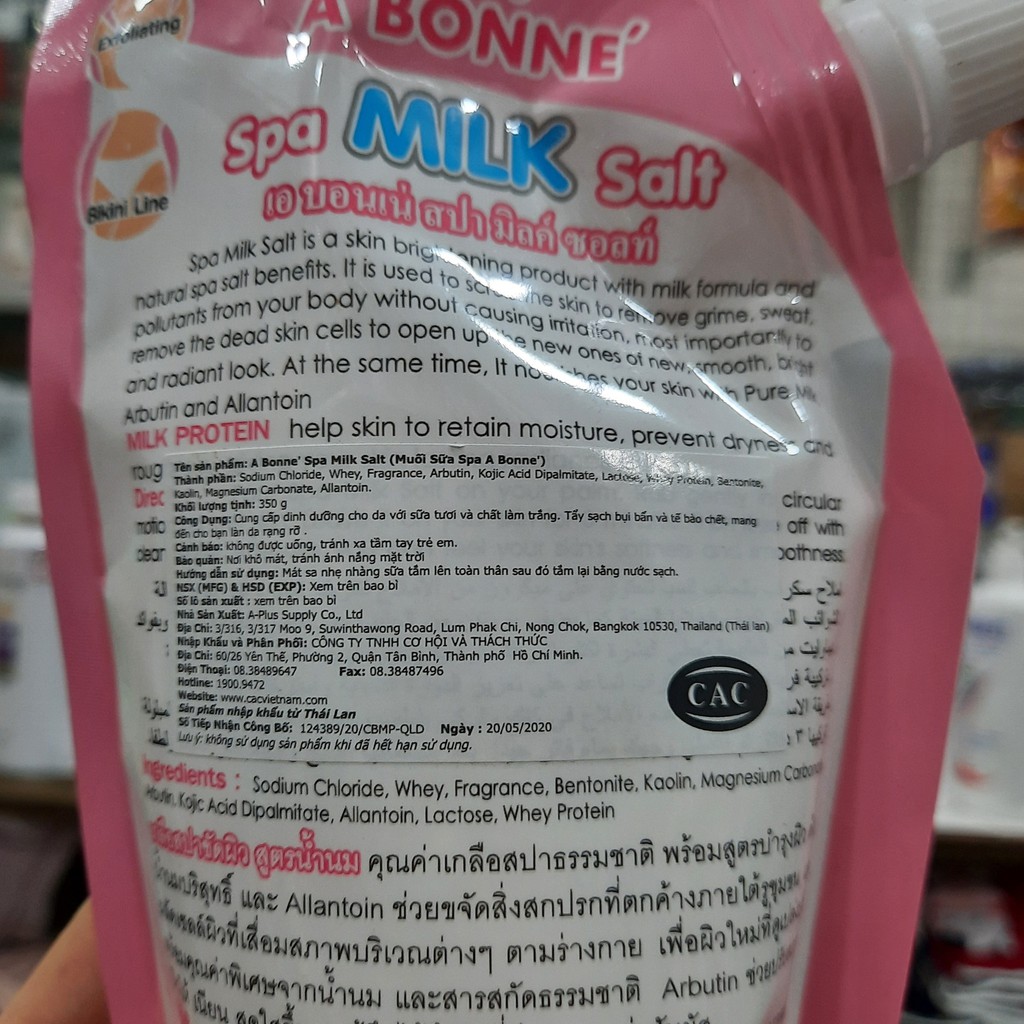 A BONNE'
Exfoliating
Spa MILK Salt
Bikini Line
เอ บอนเน่ สปา มิลค์ ซอลท์
Spa Milk Salt is a skin brightening product with milk formula and
natural spa salt benefits. It is used to the skin to remove grime, sweat,
pollutants from your body without causing irritation, most importantly to
remove the dead skin cells to open up the new ones of new, smooth, bright
and radiant look. At the same time, It nourishes your skin with Pure Milk
Arbutin and Allantoin
MILK PROTEIN help skin to retain moisture, prevent dryness and
Tên sản phẩm: A Bonne' Spa Milk Salt (Muối Sữa Spa A Bonne')
Thành phần: Sodium Chloride, Whey, Fragrance, Arbutin, Kojic Acid Dipalmitate, Lactose, Whey Protein, Bentonite,
Kaolin, Magnesium Carbonate, Allantoin.
Khối lượng tịnh: 350 g
Công Dụng: Cung cấp dinh dưỡng cho da với sữa tươi và chất làm trắng. Tẩy sạch bụi bẩn và tế bào chết, mang
đến cho bạn làn da rạng rỡ .
Cảnh báo: không được uống, tránh xa tầm tay trẻ em.
Bảo quản: Nơi khô mát, tránh ánh nắng mặt trời
Hướng dẫn sử dụng: Mát sa nhẹ nhàng sữa tắm lên toàn thân sau đó tắm lại bằng nước sạch.
NSX (MFG) & HSD (EXP): Xem trên bao bì
Số lô sản xuất : xem trên bao bì
Nhà Sản Xuất: A-Plus Supply Co., Ltd
Địa Chỉ: 3/316, 3/317 Moo 9, Suwinthawong Road, Lum Phak Chi, Nong Chok, Bangkok 10530, Thailand (Thái lan)
Nhập Khẩu và Phân Phối: CÔNG TY TNHH CƠ HỘI VÀ THÁCH THỨC
Địa Chỉ: 60/26 Yên Thế, Phường 2, Quận Tân Bình, Thành phố Hồ Chí Minh.
Điện Thoại: 08.38489647 Fax: 08.38487496
Hotline: 1900.9472
Website: www.cacvietnam.com
Sản phẩm nhập khẩu từ Thái Lan
Số Tiếp Nhận Công Bố: 124389/20/CBMP-QLD Ngày : 20/05/2020
Lưu ý: không sử dụng sản phẩm khi đã hết hạn sử dụng.
CAC
circular
off with
clear
Ingredients : Sodium Chloride, Whey, Fragrance, Bentonite, Kaolin, Magnesium Carbonate
Arbutin, Kojic Acid Dipalmitate, Allantoin, Lactose, Whey Protein
สูตรน้ำนม คุณค่าเกลือสปาธรรมชาติ พร้อมสูตรบำรุงผิว
และ Allantoin ช่วยขจัดสิ่งสกปรกที่ตกค้างภายใต้รูขุมขน
ที่เสื่อมสภาพบริเวณต่างๆ ตามร่างกาย เพื่อผิวใหม่ที่
คุณค่าพิเศษจากน้ำนม และสารสกัดธรรมชาติ Arbutin